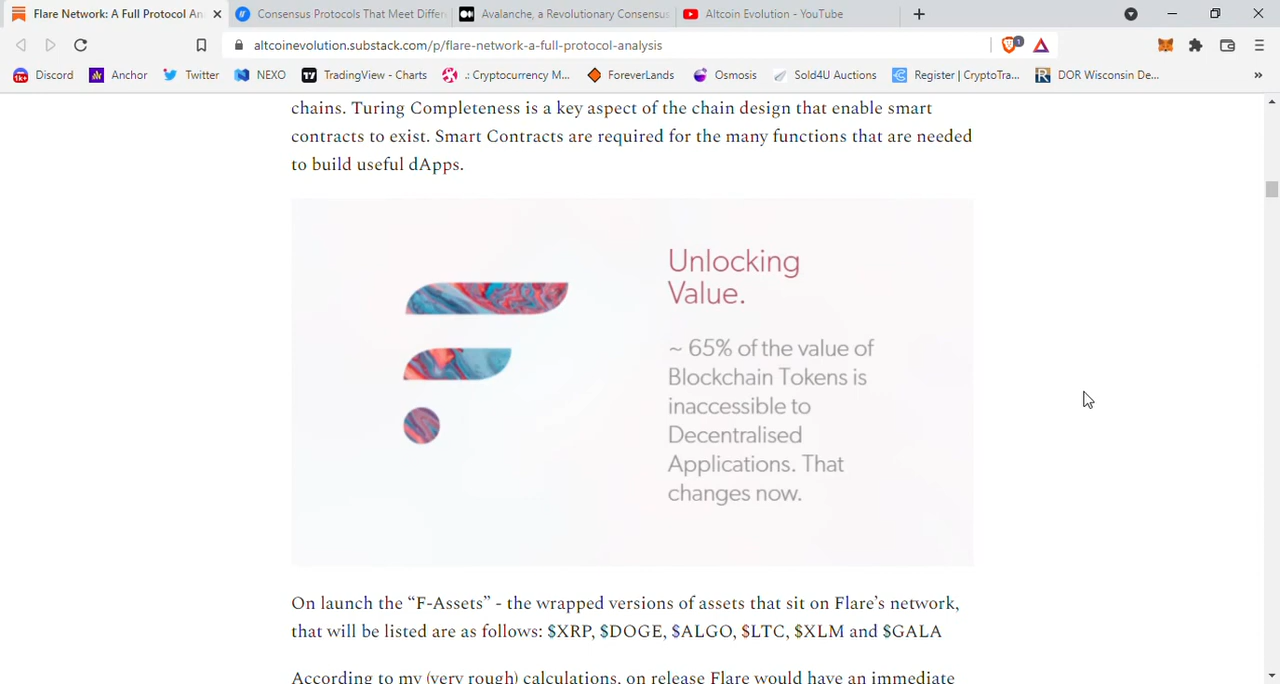 Flare Network: A Full Protocol An
Consensus Protocols That Meet Differen
Avalanche, a Revolutionary Consensus
Altcoin Evolution - YouTube
altcoinevolution.substack.com/p/flare-network-a-full-protocol-analysis
1
1k+
Discord
Anchor
Twitter
NEXO
TradingView - Charts
.: Cryptocurrency M...
ForeverLands
Osmosis
Sold4U Auctions
Register | CryptoTra...
DOR Wisconsin De...
»
chains. Turing Completeness is a key aspect of the chain design that enable smart
contracts to exist. Smart Contracts are required for the many functions that are needed
to build useful dApps.
Unlocking
Value.
~ 65% of the value of
Blockchain Tokens is
inaccessible to
Decentralised
Applications. That
changes now.
On launch the “F-Assets” - the wrapped versions of assets that sit on Flare’s network,
that will be listed are as follows: $XRP, $DOGE, $ALGO, $LTC, $XLM and $GALA
According to my (very rough) calculations, on release Flare would have an immediate